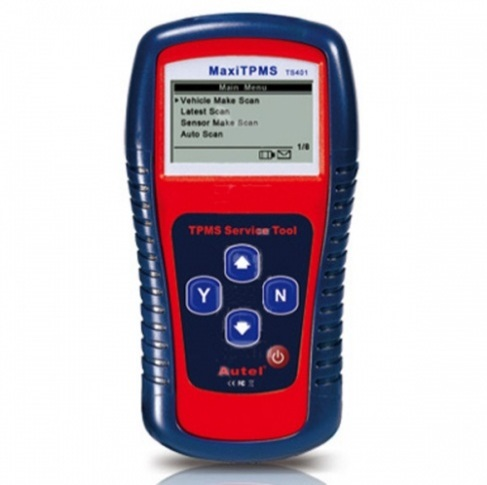 MaxiTPMS TS401
Main Menu
Vehicle Make Scan
Latest Scan
Sensor Make Scan
Auto Scan
1/8
TPMS Service Tool
Y N
Autel
CE